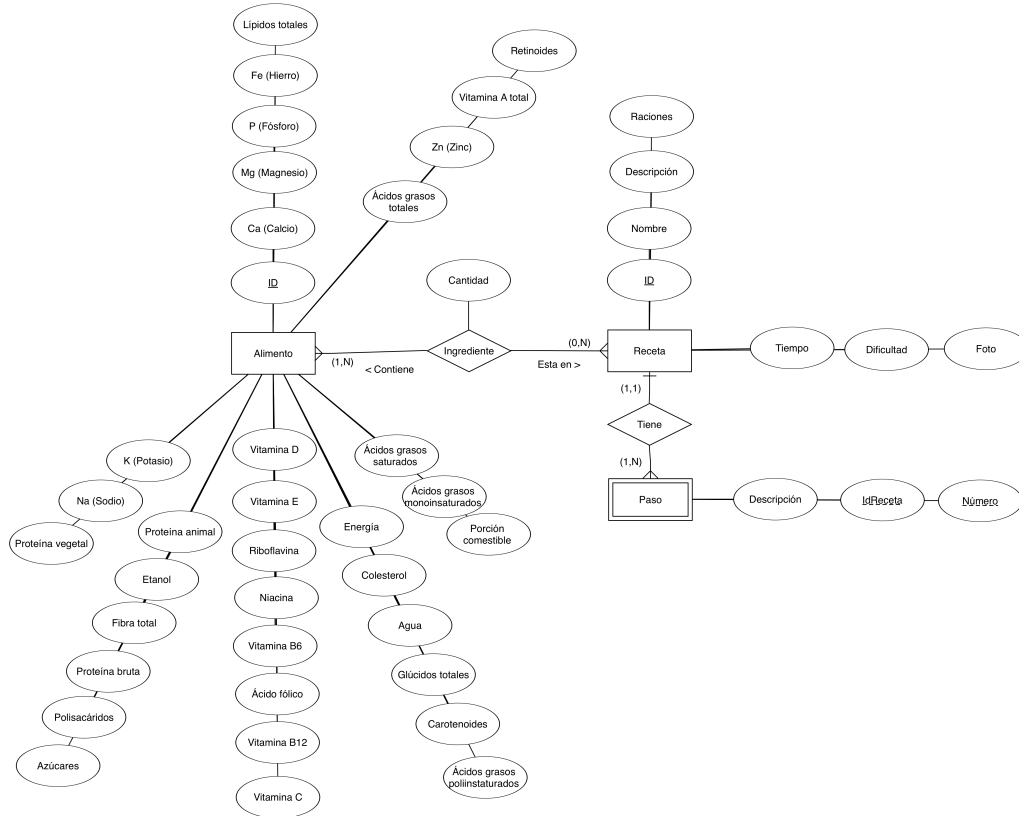 Lípidos totales
Fe (Hierro)
P (Fósforo)
Mg (Magnesio)
Ca (Calcio)
ID
Retinoides
Vitamina A total
Zn (Zinc)
Ácidos grasos
totales
Raciones
Descripción
Nombre
ID
Cantidad
Alimento
(1,N)
< Contiene
Ingrediente
(0,N)
Esta en >
Receta
Tiempo
Dificultad
Foto
(1,1)
Tiene
(1,N)
Paso
Descripción
IdReceta
Número
K (Potasio)
Na (Sodio)
Proteína vegetal
Proteína animal
Etanol
Fibra total
Proteína bruta
Polisacáridos
Azúcares
Vitamina D
Vitamina E
Riboflavina
Niacina
Vitamina B6
Ácido fólico
Vitamina B12
Vitamina C
Energía
Colesterol
Agua
Glúcidos totales
Carotenoides
Ácidos grasos
poliinstaturados
Ácidos grasos
saturados
Ácidos grasos
monoinsaturados
Porción
comestible